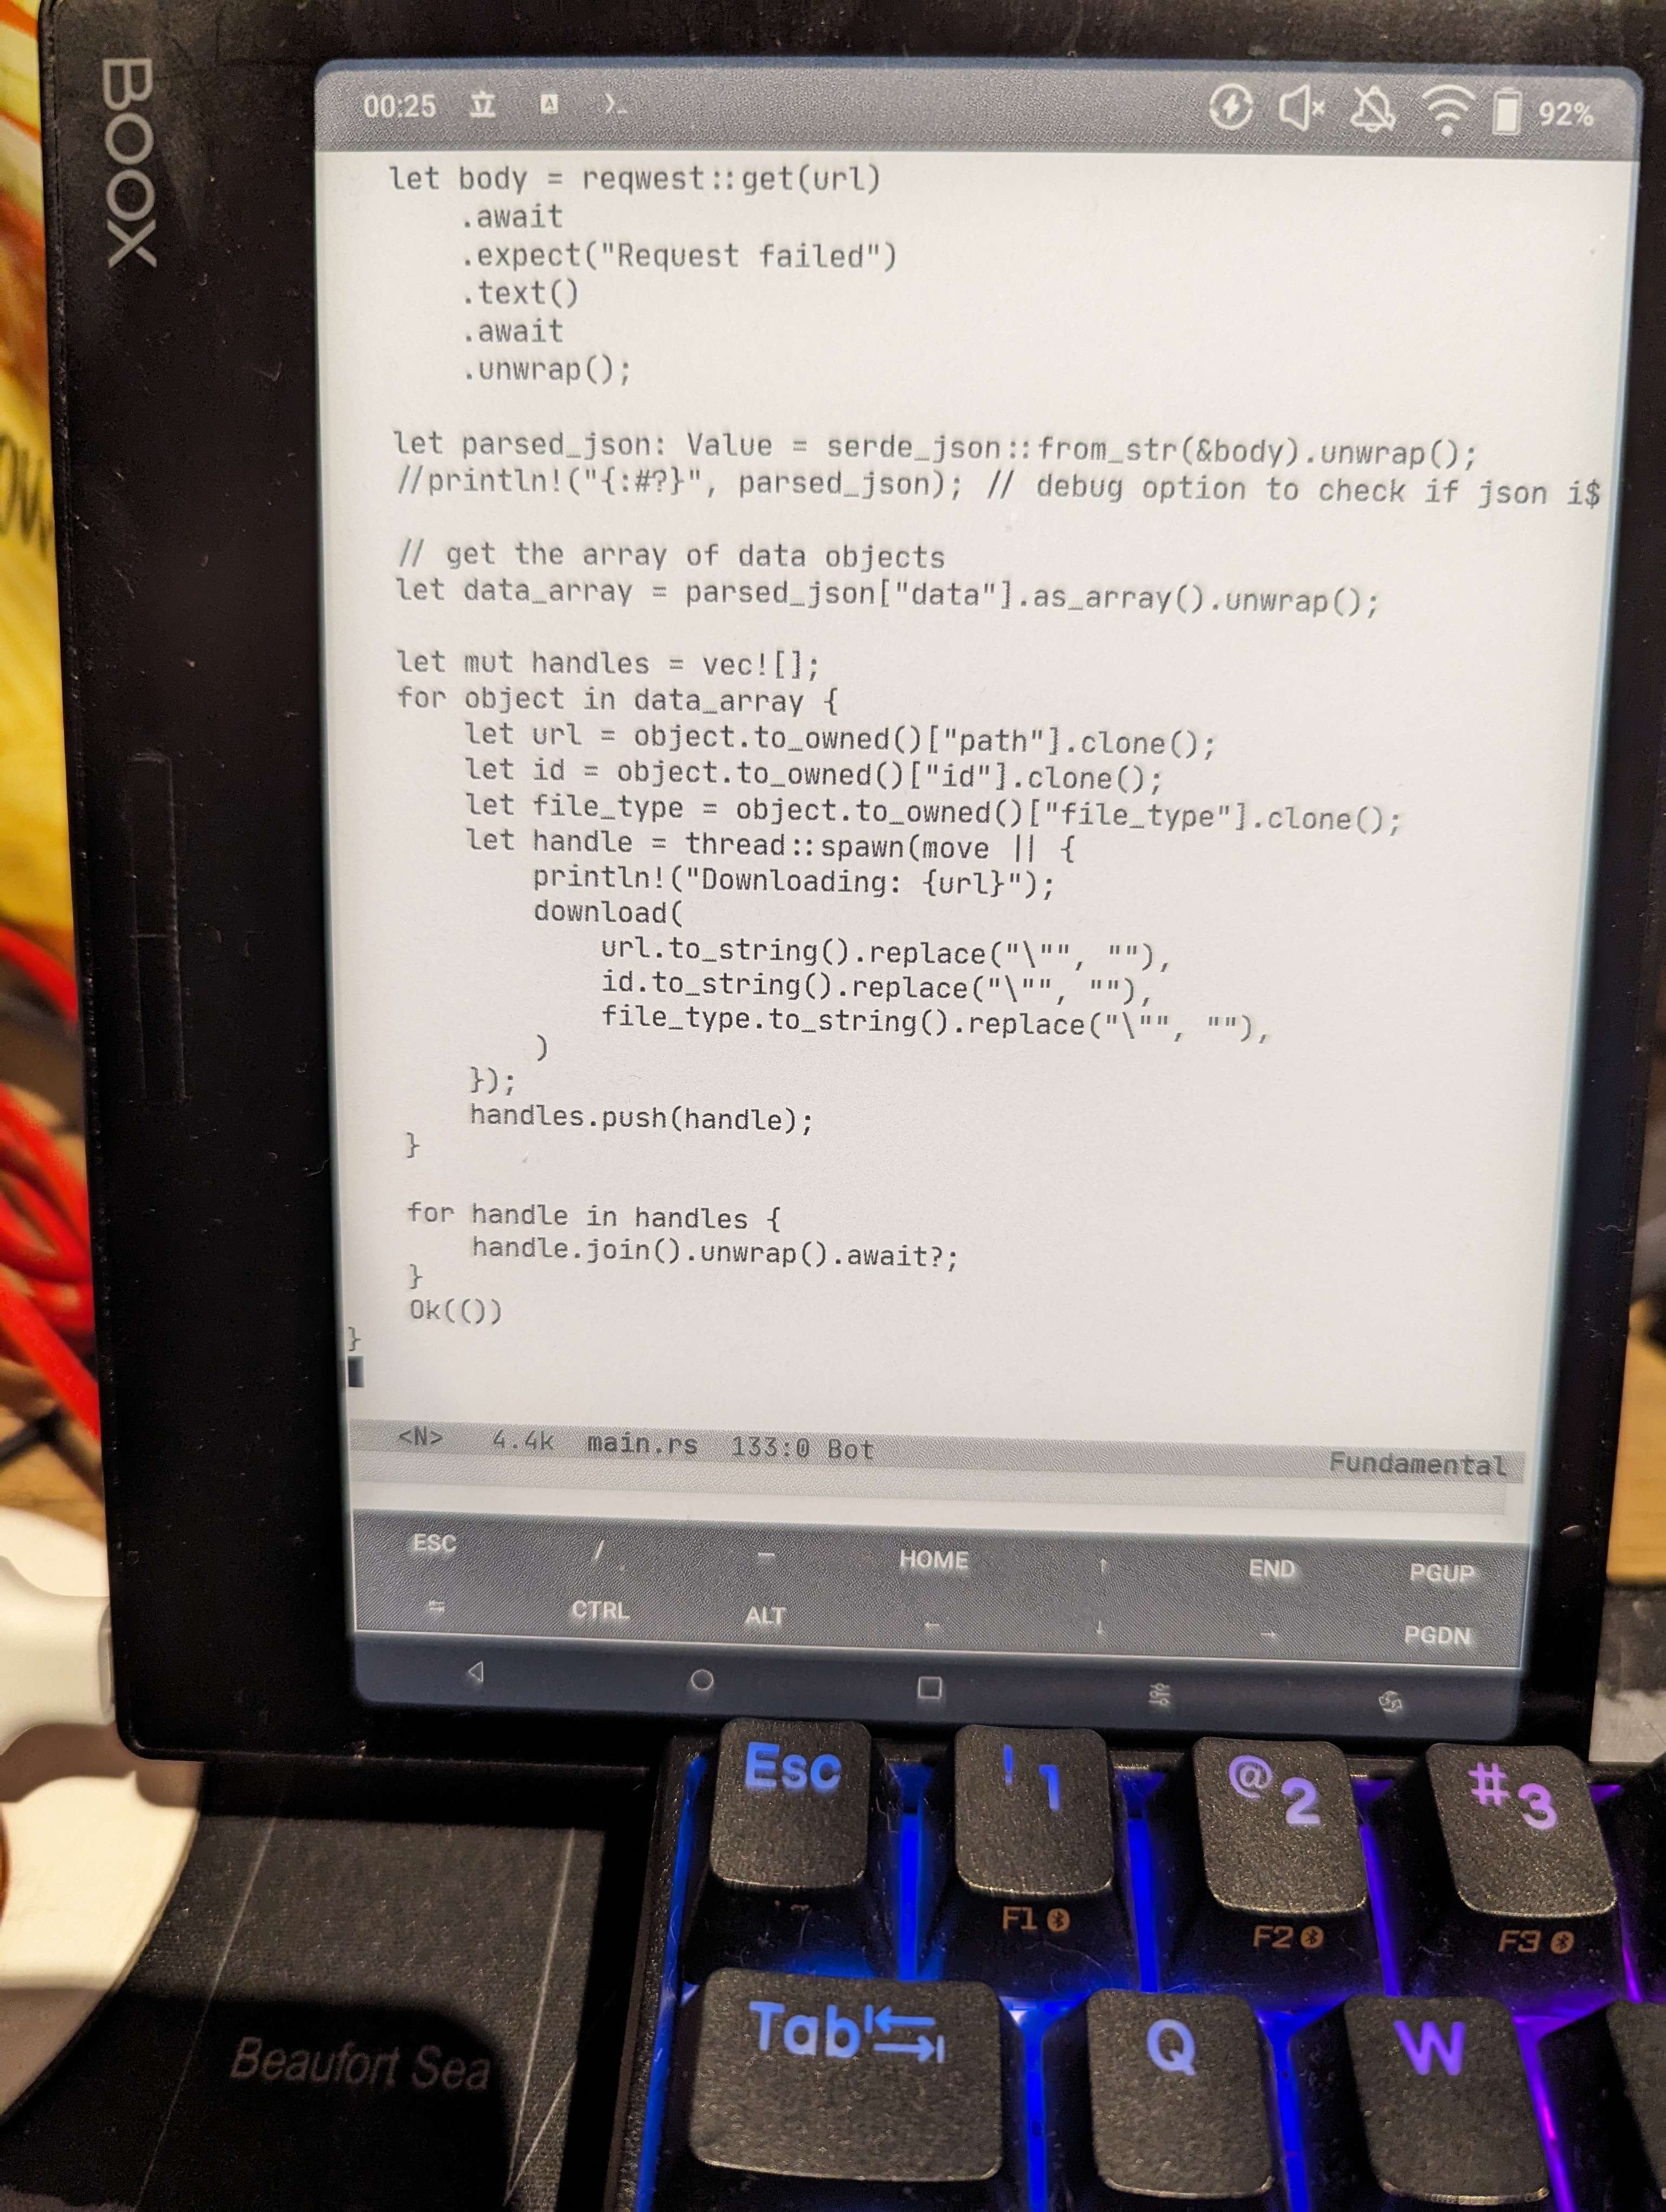 BOOX
00:25 92%
let body = reqwest::get(url)
    .await
    .expect("Request failed")
    .text()
    .await
    .unwrap();
let parsed_json: Value = serde_json::from_str(&body).unwrap();
//println!("{:#?}", parsed_json); // debug option to check if json i$
// get the array of data objects
let data_array = parsed_json["data"].as_array().unwrap();
let mut handles = vec![];
for object in data_array {
    let url = object.to_owned()["path"].clone();
    let id = object.to_owned()["id"].clone();
    let file_type = object.to_owned()["file_type"].clone();
    let handle = thread::spawn(move || {
        println!("Downloading: {url}");
        download(
            url.to_string().replace("\"", ""),
            id.to_string().replace("\"", ""),
            file_type.to_string().replace("\"", ""),
        )
    });
    handles.push(handle);
}
for handle in handles {
    handle.join().unwrap().await?;
}
Ok(())
}
<N> 4.4k main.rs 133:0 Bot Fundamental
ESC / — HOME ↑ END PGUP
⇆ CTRL ALT ← ↓ → PGDN
Esc ! 1 @ 2 # 3
F1 F2 F3
Tab Q W
Beaufort Sea